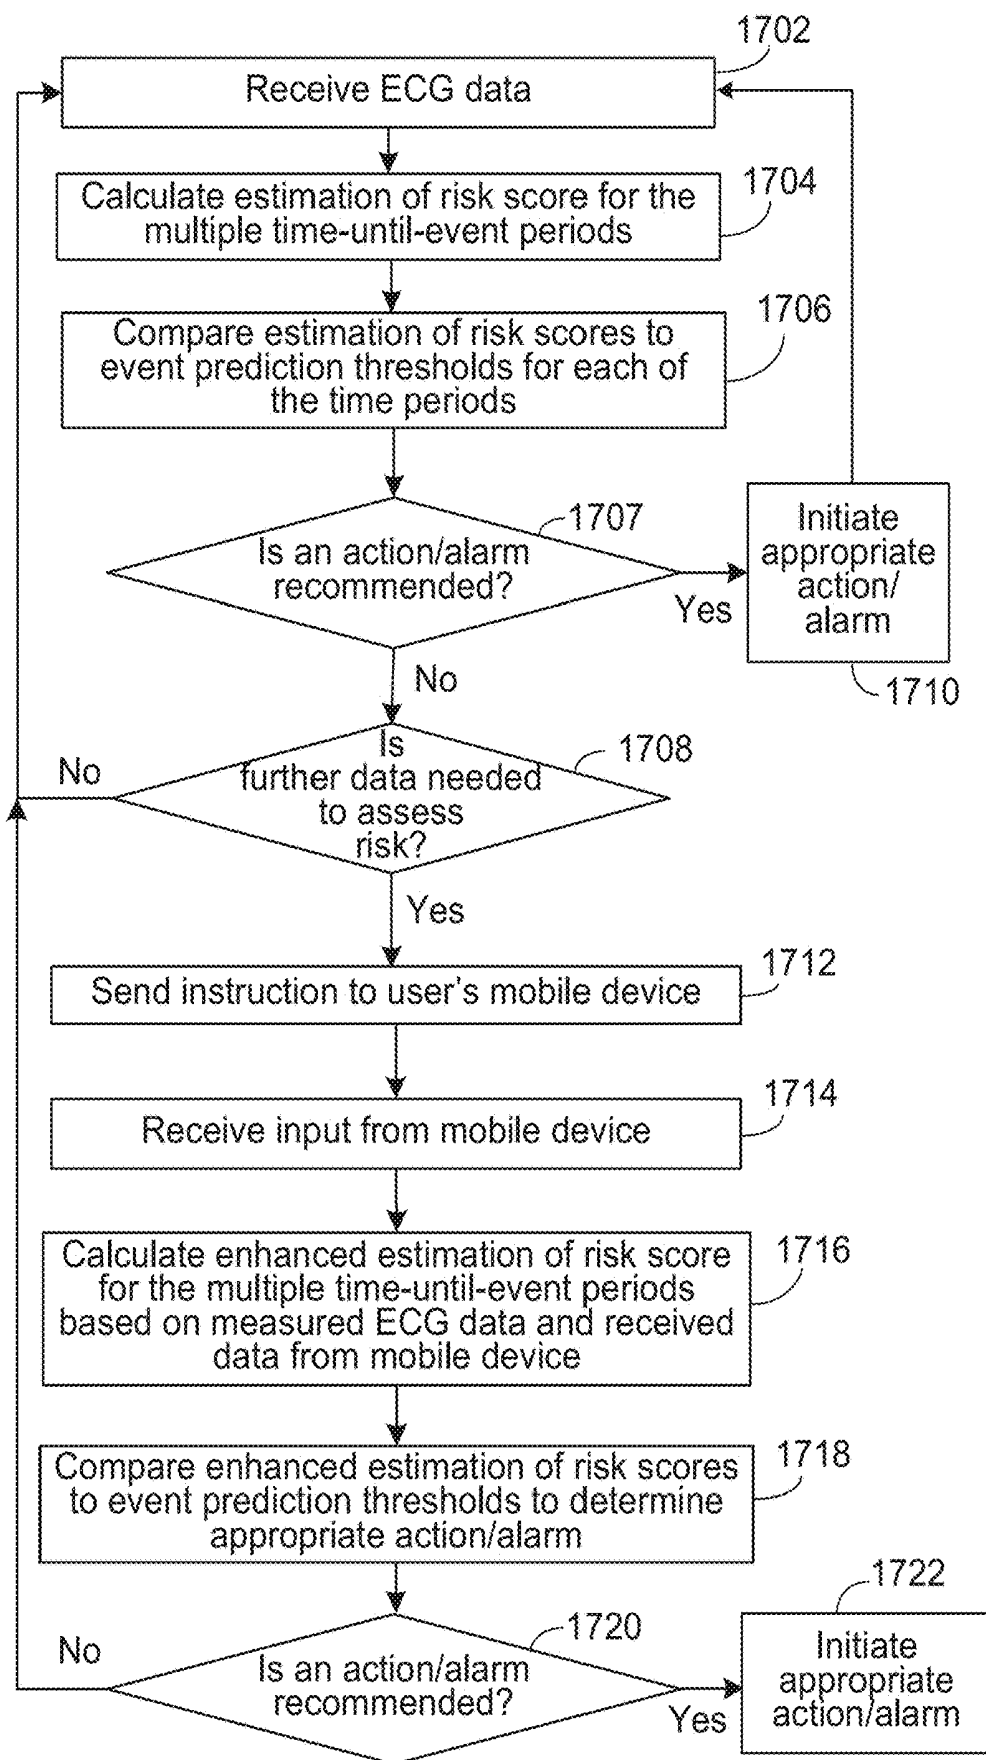 1702
Receive ECG data
1704
Calculate estimation of risk score for the
multiple time-until-event periods
1706
Compare estimation of risk scores to
event prediction thresholds for each of
the time periods
1707
Is an action/alarm
recommended?
Yes
Initiate
appropriate
action/
alarm
1710
No
1708
Is
further data needed
to assess
risk?
No
Yes
1712
Send instruction to user's mobile device
1714
Receive input from mobile device
1716
Calculate enhanced estimation of risk score
for the multiple time-until-event periods
based on measured ECG data and received
data from mobile device
1718
Compare enhanced estimation of risk scores
to event prediction thresholds to determine
appropriate action/alarm
1720
Is an action/alarm
recommended?
No
Yes
1722
Initiate
appropriate
action/alarm